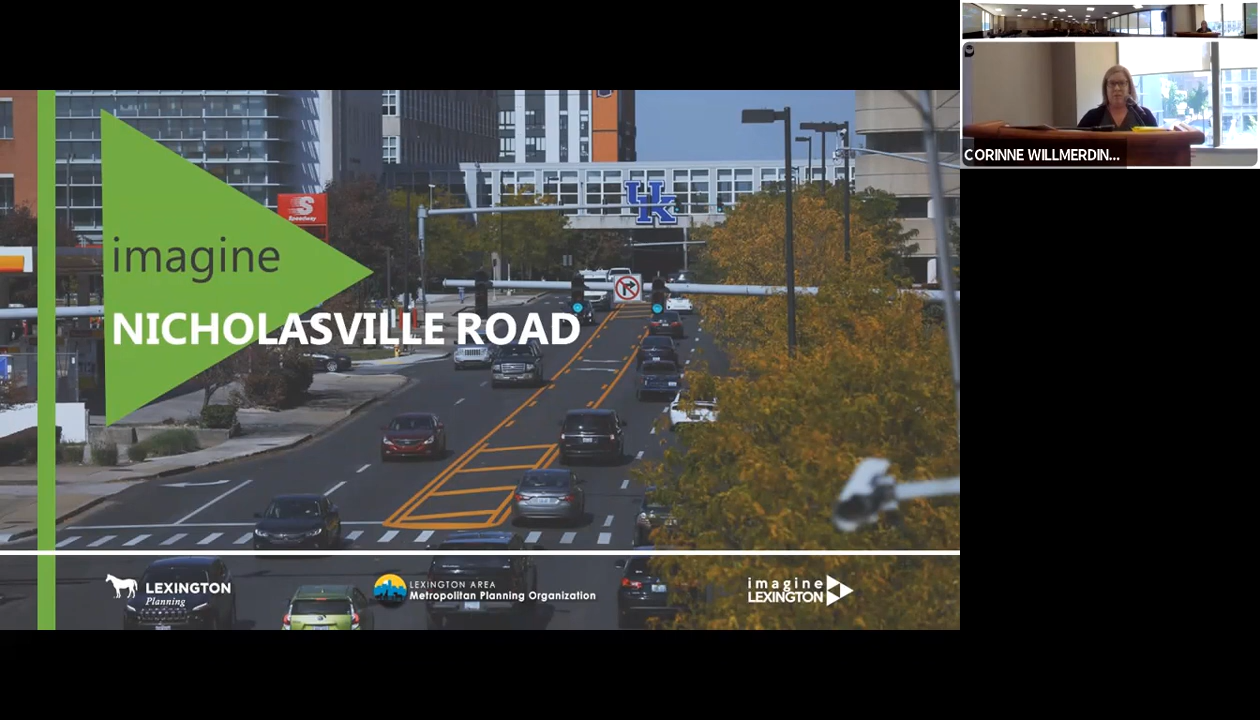 imagine
NICHOLASVILLE ROAD
Speedway
UK
LEXINGTON
Planning
LEXINGTON AREA
Metropolitan Planning Organization
imagine
LEXINGTON
CORINNE WILLMERDIN...